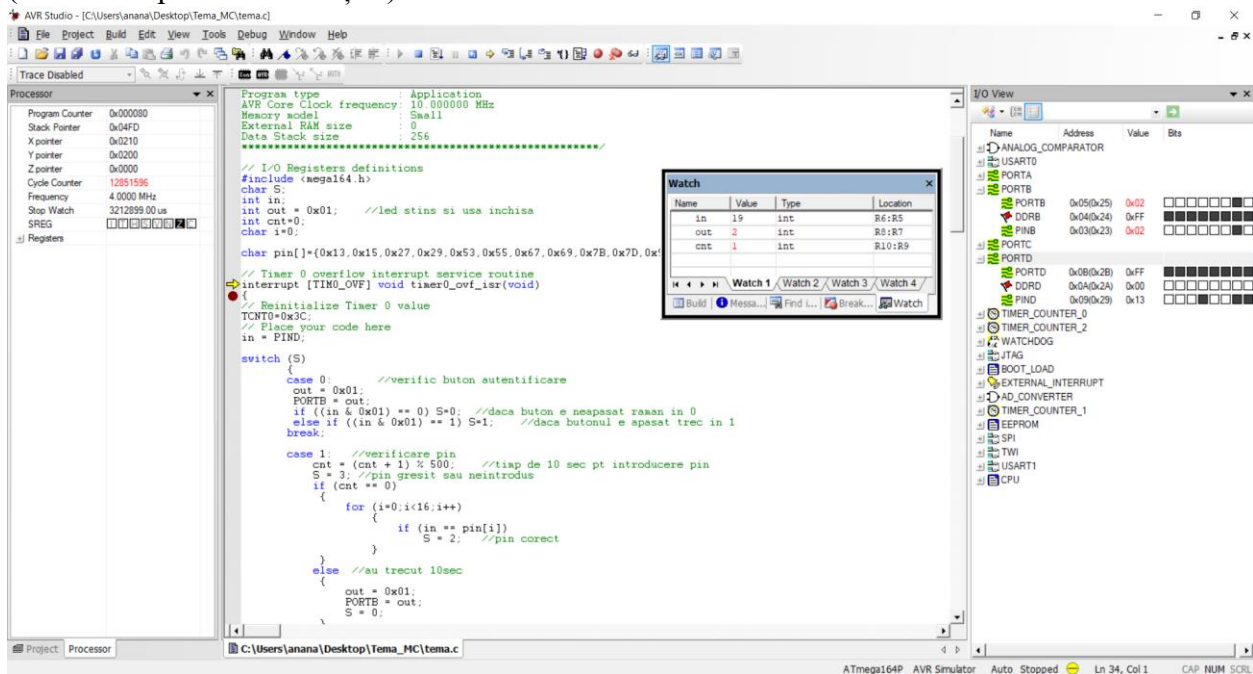 AVR Studio - [C:\Users\anana\Desktop\Tema_MC\tema.c]
File Project Build Edit View Tools Debug Window Help
Trace Disabled
Processor
Program Counter 0x000080
Stack Pointer 0x04FD
X pointer 0x0210
Y pointer 0x0200
Z pointer 0x0000
Cycle Counter 12851596
Frequency 4.0000 MHz
Stop Watch 3212899.00 us
SREG I T H S V N Z C
Registers
Project Processor
Program type : Application
AVR Core Clock frequency: 10.000000 MHz
Memory model : Small
External RAM size : 0
Data Stack size : 256
*******************************************************/
// I/O Registers definitions
#include <mega164.h>
char S;
int in;
int out = 0x01; //led stins si usa inchisa
int cnt=0;
char i=0;
char pin[]={0x13,0x15,0x27,0x29,0x53,0x55,0x67,0x69,0x7B,0x7D,0x
// Timer 0 overflow interrupt service routine
interrupt [TIM0_OVF] void timer0_ovf_isr(void)
{
// Reinitialize Timer 0 value
TCNT0=0x3C;
// Place your code here
in = PIND;
switch (S)
{
case 0: //verific buton autentificare
out = 0x01;
PORTB = out;
if ((in & 0x01) == 0) S=0; //daca buton e neapasat raman in 0
else if ((in & 0x01) == 1) S=1; //daca butonul e apasat trec in 1
break;
case 1: //verificare pin
cnt = (cnt + 1) % 500; //timp de 10 sec pt introducere pin
S = 3; //pin gresit sau neintrodus
if (cnt == 0)
{
for (i=0;i<16;i++)
{
if (in == pin[i])
S = 2; //pin corect
}
}
else //au trecut 10sec
{
out = 0x01;
PORTB = out;
S = 0;
C:\Users\anana\Desktop\Tema_MC\tema.c
Watch
Name Value Type Location
in 19 int R6:R5
out 2 int R8:R7
cnt 1 int R10:R9
Watch 1 Watch 2 Watch 3 Watch 4
Build Messa... Find i... Break... Watch
I/O View
Name Address Value Bits
ANALOG_COMPARATOR
USART0
PORTA
PORTB
PORTB 0x05(0x25) 0x02
DDRB 0x04(0x24) 0xFF
PINB 0x03(0x23) 0x02
PORTC
PORTD
PORTD 0x0B(0x2B) 0xFF
DDRD 0x0A(0x2A) 0x00
PIND 0x09(0x29) 0x13
TIMER_COUNTER_0
TIMER_COUNTER_2
WATCHDOG
JTAG
BOOT_LOAD
EXTERNAL_INTERRUPT
AD_CONVERTER
TIMER_COUNTER_1
EEPROM
SPI
TWI
USART1
CPU
ATmega164P AVR Simulator Auto Stopped Ln 34, Col 1 CAP NUM SCRL